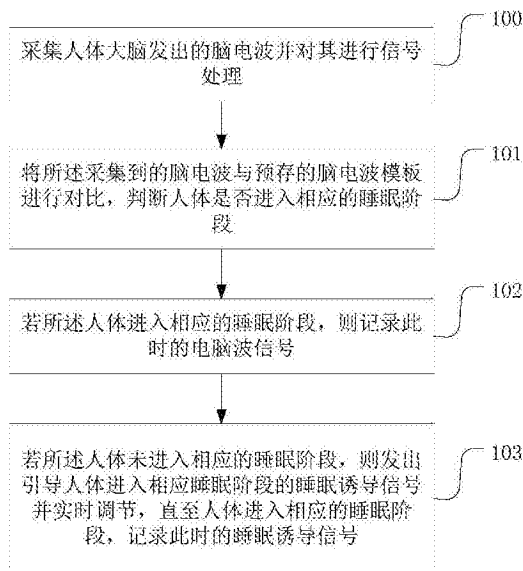 100
采集人体大脑发出的脑电波并对其进行信号
处理
101
将所述采集到的脑电波与预存的脑电波模板
进行对比，判断人体是否进入相应的睡眠阶
段
102
若所述人体进入相应的睡眠阶段，则记录此
时的电脑波信号
103
若所述人体未进入相应的睡眠阶段，则发出
引导人体进入相应睡眠阶段的睡眠诱导信号
并实时调节，直至人体进入相应的睡眠阶
段，记录此时的睡眠诱导信号